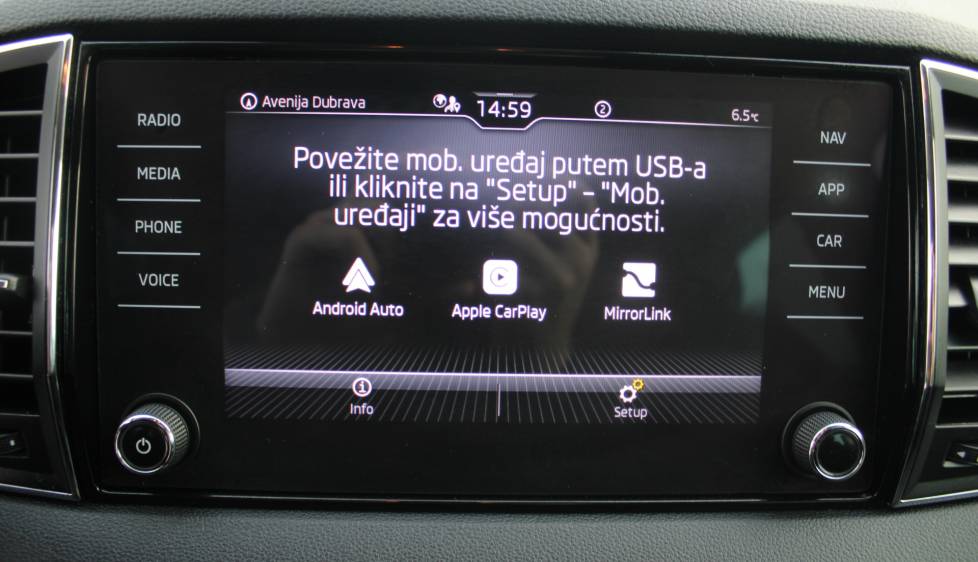 Avenija Dubrava 14:59 2 6.5°C
RADIO
MEDIA
PHONE
VOICE
Povežite mob. uređaj putem USB-a
ili kliknite na "Setup" – "Mob.
uređaji" za više mogućnosti.
Android Auto Apple CarPlay MirrorLink
Info Setup
NAV
APP
CAR
MENU